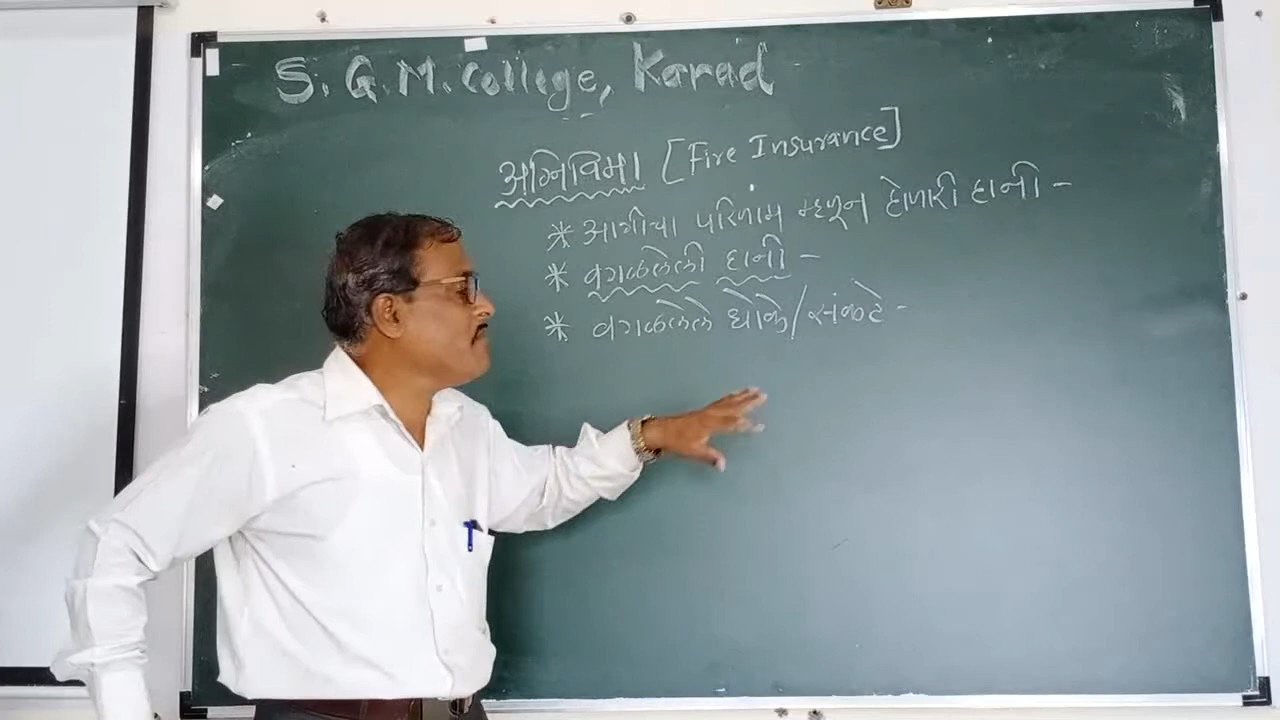 S. G. M. College, Karad
अग्निविमा [Fire Insurance]
* आगीचा परिणाम म्हणून होणारी हानी -
* वगळलेली हानी -
* वगळलेले धोके/संकटे -